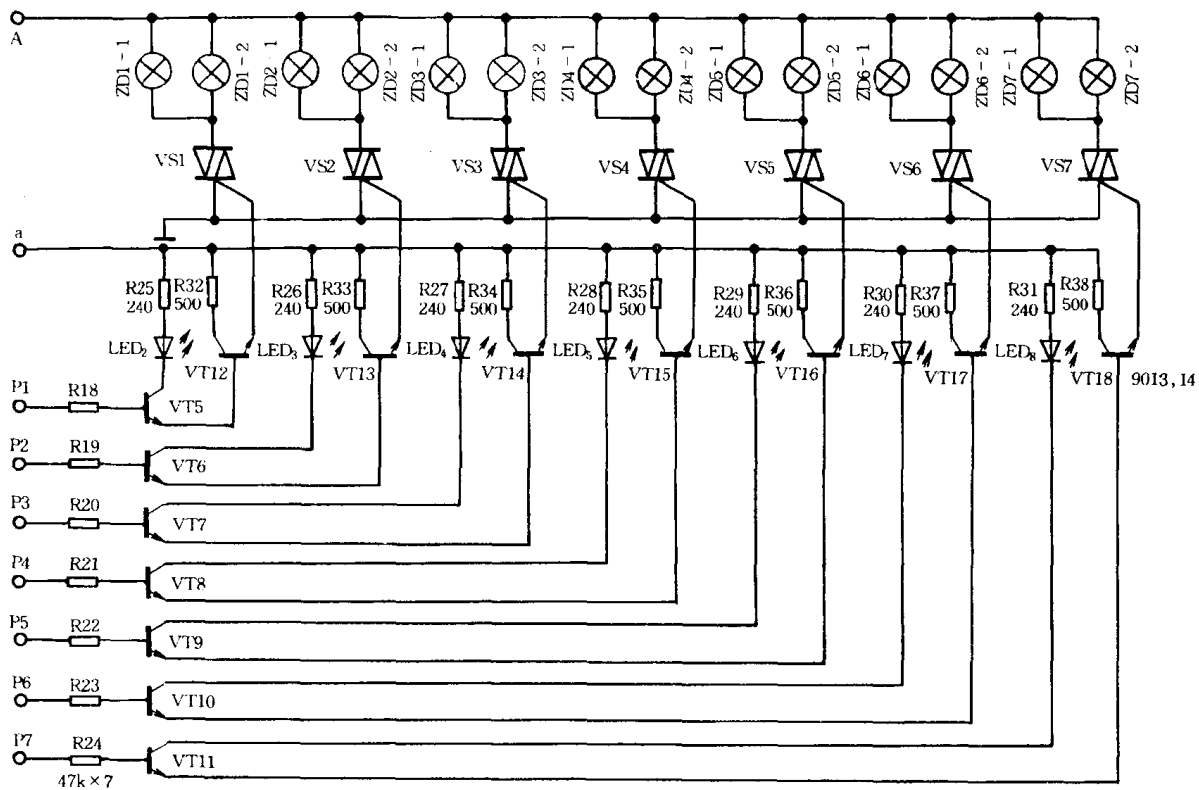 A
ZD1-1
ZD1-2
ZD2-1
ZD2-2
ZD3-1
ZD3-2
ZD4-1
ZD4-2
ZD5-1
ZD5-2
ZD6-1
ZD6-2
ZD7-1
ZD7-2
VS1
VS2
VS3
VS4
VS5
VS6
VS7
a
R25
240
R32
500
R26
240
R33
500
R27
240
R34
500
R28
240
R35
500
R29
240
R36
500
R30
240
R37
500
R31
240
R38
500
LED₂
VT12
LED₃
VT13
LED₄
VT14
LED₅
VT15
LED₆
VT16
LED₇
VT17
LED₈
VT18
9013,14
P1
R18
VT5
P2
R19
VT6
P3
R20
VT7
P4
R21
VT8
P5
R22
VT9
P6
R23
VT10
P7
R24
47k×7
VT11